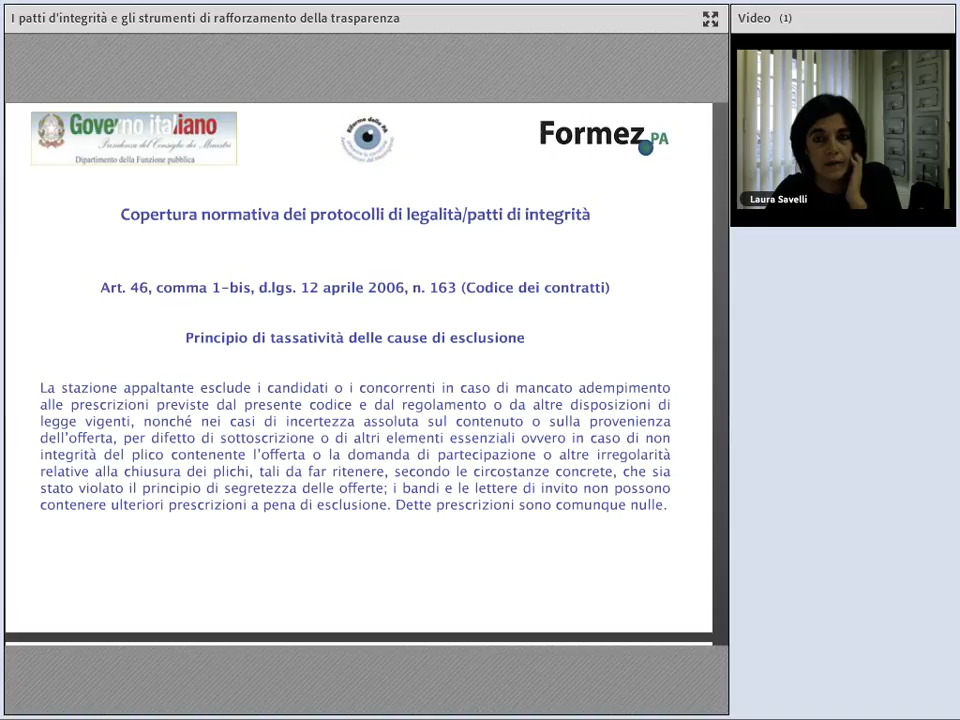 I patti d'integrità e gli strumenti di rafforzamento della trasparenza
Video (1)
Governo italiano
Presidenza del Consiglio dei Ministri
Dipartimento della Funzione pubblica
Riforme della PA
Formez PA
Laura Savelli
Copertura normativa dei protocolli di legalità/patti di integrità
Art. 46, comma 1-bis, d.lgs. 12 aprile 2006, n. 163 (Codice dei contratti)
Principio di tassatività delle cause di esclusione
La stazione appaltante esclude i candidati o i concorrenti in caso di mancato adempimento
alle prescrizioni previste dal presente codice e dal regolamento o da altre disposizioni di
legge vigenti, nonché nei casi di incertezza assoluta sul contenuto o sulla provenienza
dell'offerta, per difetto di sottoscrizione o di altri elementi essenziali ovvero in caso di non
integrità del plico contenente l'offerta o la domanda di partecipazione o altre irregolarità
relative alla chiusura dei plichi, tali da far ritenere, secondo le circostanze concrete, che sia
stato violato il principio di segretezza delle offerte; i bandi e le lettere di invito non possono
contenere ulteriori prescrizioni a pena di esclusione. Dette prescrizioni sono comunque nulle.